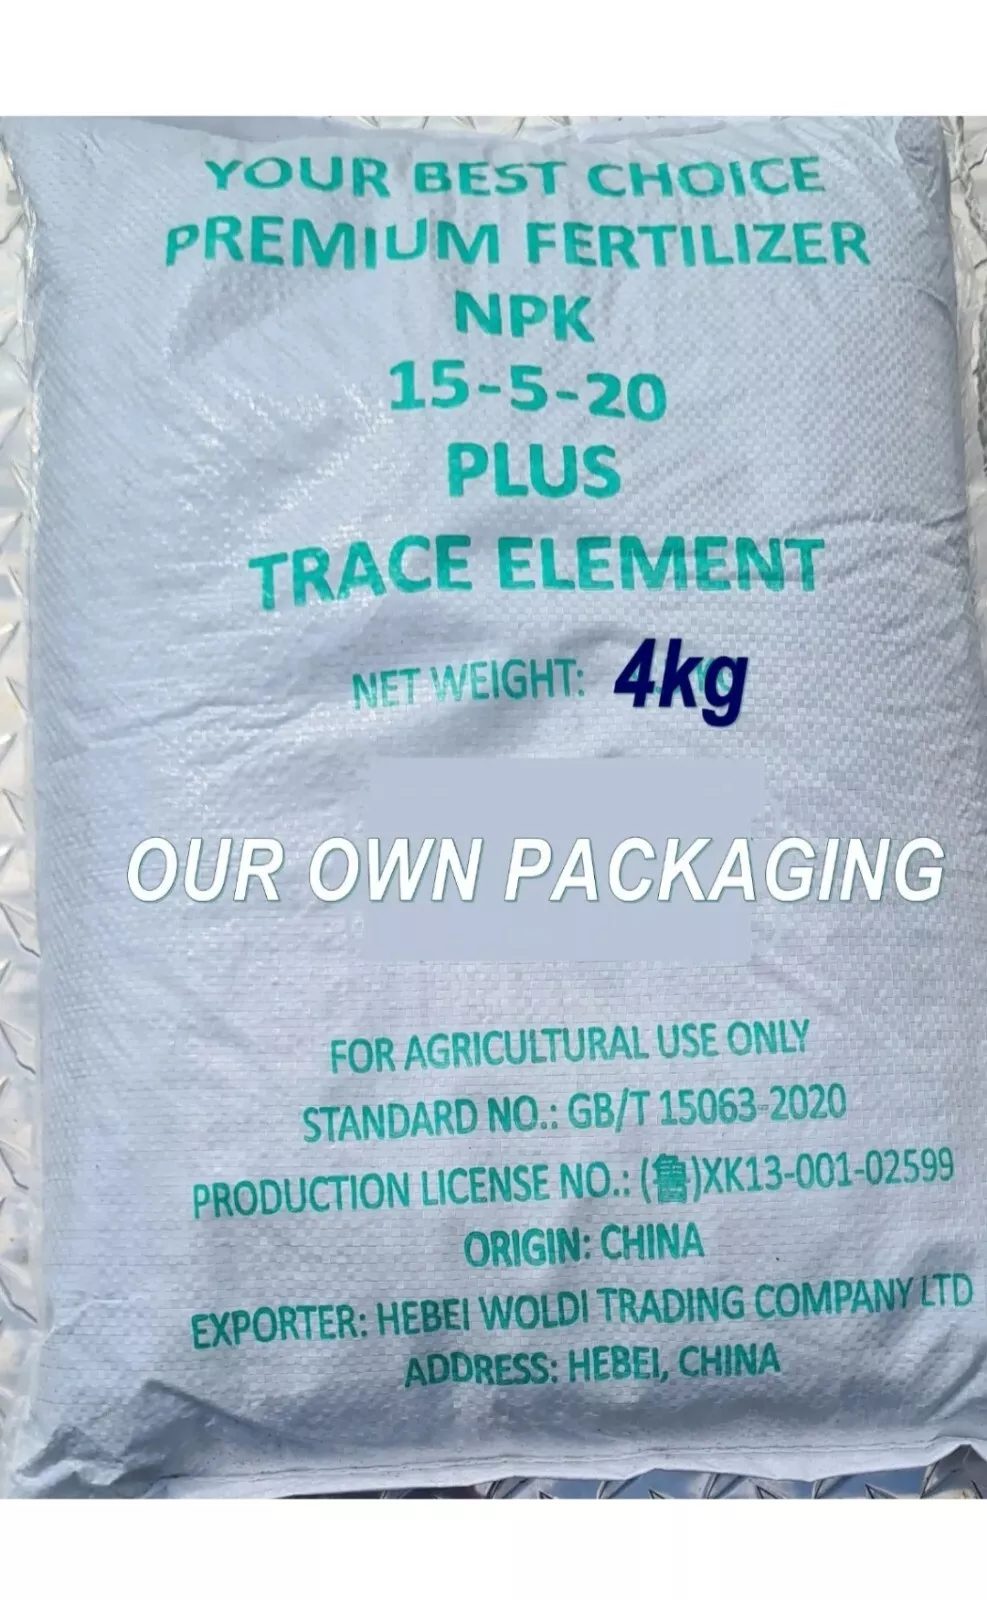 YOUR BEST CHOICE
PREMIUM FERTILIZER
NPK
15-5-20
PLUS
TRACE ELEMENT
NET WEIGHT: 4kg
OUR OWN PACKAGING
FOR AGRICULTURAL USE ONLY
STANDARD NO.: GB/T 15063-2020
PRODUCTION LICENSE NO.: (鲁)XK13-001-02599
ORIGIN: CHINA
EXPORTER: HEBEI WOLDI TRADING COMPANY LTD
ADDRESS: HEBEI, CHINA